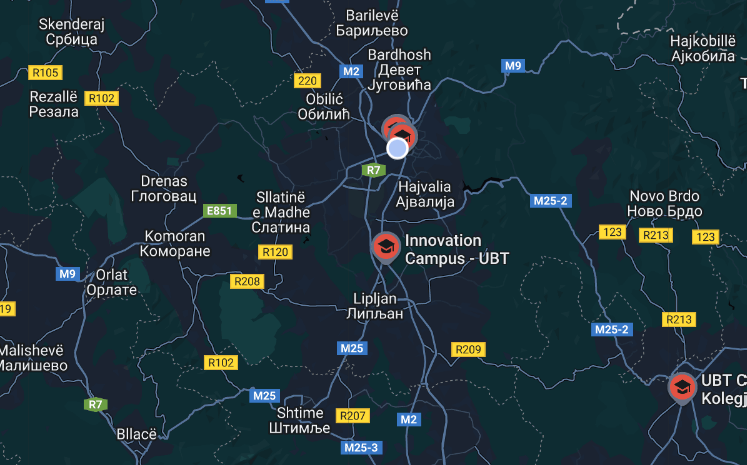 Barilevë
Бариљево
Skenderaj
Србица
Hajkobillë
Ајкобила
Bardhosh
Девет
Југовића
M9
M2
R105
220
Rezallë
Резала
R102
Obilić
Обилић
R7
Drenas
Глоговац
Hajvalia
Ајвалија
M25-2
Novo Brdo
Ново Брдо
Sllatinë
e Madhe
Слатина
E851
123
R213
123
Komoran
Коморане
R120
Innovation
Campus - UBT
M9
Orlat
Орлате
R208
Lipljan
Липљан
19
R213
M25-2
Malishevë
Малишево
R102
M25
R209
UBT C
Kolegj
R7
M25
Shtime
Штимље
R207
M2
Bllacë
M25-3